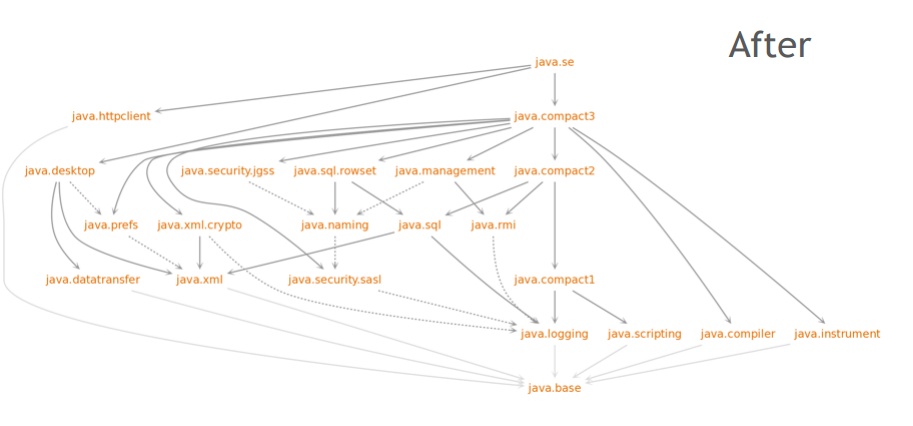 After
java.se
java.httpclient
java.compact3
java.desktop
java.security.jgss
java.sql.rowset
java.management
java.compact2
java.prefs
java.xml.crypto
java.naming
java.sql
java.rmi
java.datatransfer
java.xml
java.security.sasl
java.compact1
java.logging
java.scripting
java.compiler
java.instrument
java.base